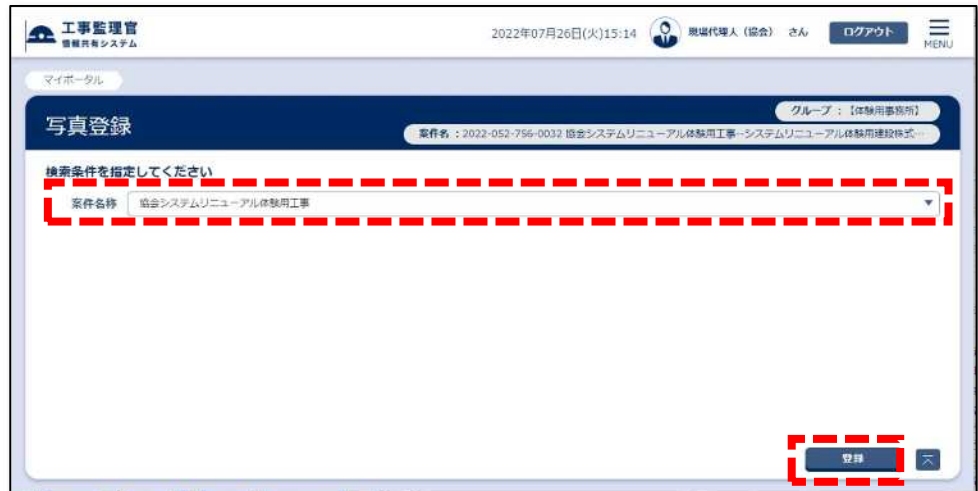 工事監理官
情報共有システム
2022年07月26日(火)15:14
現場代理人（協会） さん
ログアウト
MENU
マイポータル
写真登録
グループ：【体験用事務所】
案件名：2022-052-756-0032 協会システムリニューアル体験用工事--システムリニューアル体験用建設株式…
検索条件を指定してください
案件名称 協会システムリニューアル体験用工事
登録